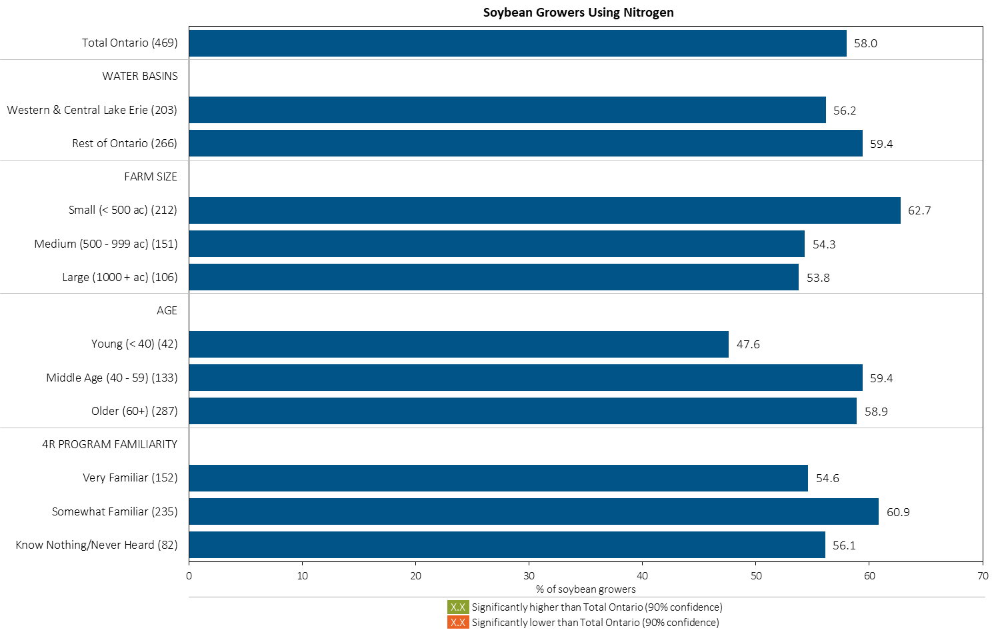 Soybean Growers Using Nitrogen
Total Ontario (469) 58.0
WATER BASINS
Western & Central Lake Erie (203) 56.2
Rest of Ontario (266) 59.4
FARM SIZE
Small (< 500 ac) (212) 62.7
Medium (500 - 999 ac) (151) 54.3
Large (1000 + ac) (106) 53.8
AGE
Young (< 40) (42) 47.6
Middle Age (40 - 59) (133) 59.4
Older (60+) (287) 58.9
4R PROGRAM FAMILIARITY
Very Familiar (152) 54.6
Somewhat Familiar (235) 60.9
Know Nothing/Never Heard (82) 56.1
0 10 20 30 40 50 60 70
% of soybean growers
X.X Significantly higher than Total Ontario (90% confidence)
X.X Significantly lower than Total Ontario (90% confidence)